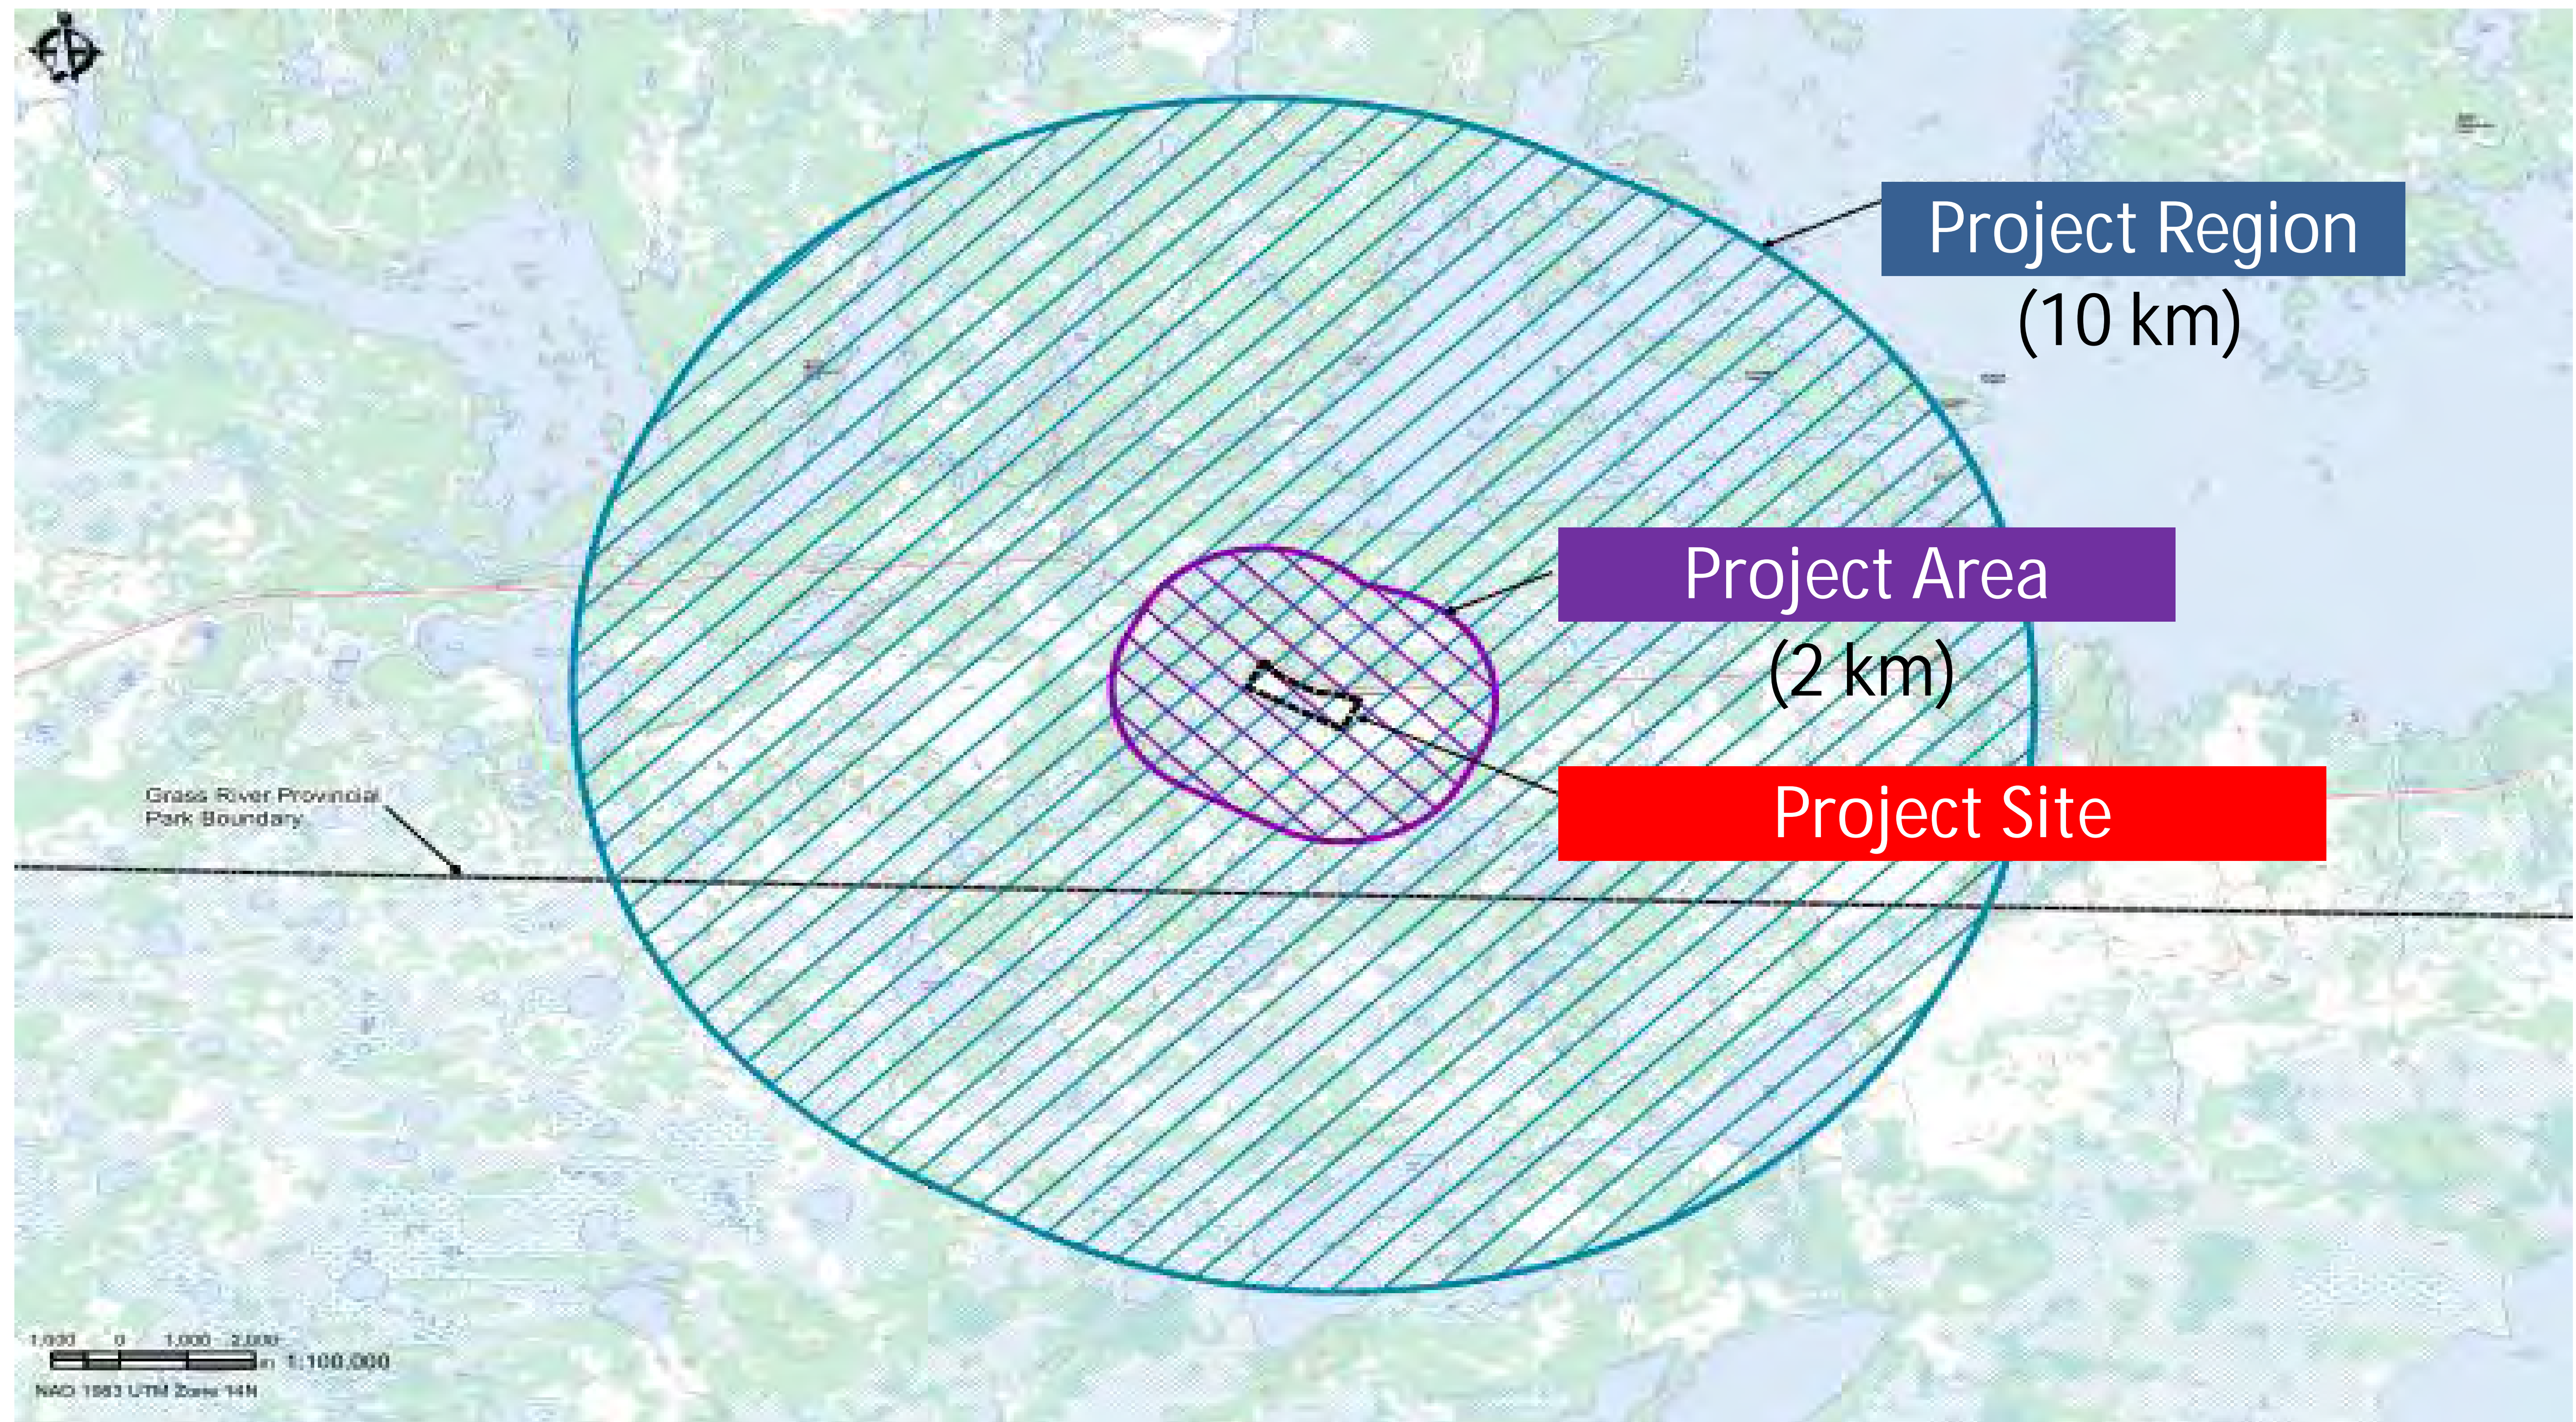 Project Region
(10 km)
Project Area
(2 km)
Project Site
Grass River Provincial
Park Boundary
1,000 0 1,000 2,000
m 1:100,000
NAD 1983 UTM Zone 14N